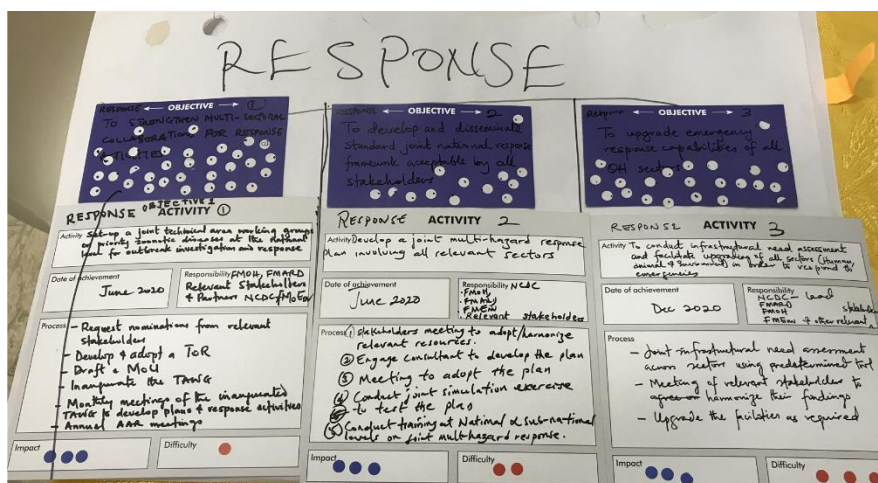 RESPONSE
RESPONSE ← OBJECTIVE → 1
TO STRENGTHEN MULTI-SECTORAL
COLLABORATIONS FOR RESPONSE
ACTIVITIES
RESPONSE ← OBJECTIVE → 2
To develop and disseminate
standard joint national response
framework acceptable by all
stakeholders
Response ← OBJECTIVE → 3
To upgrade emergency
response capabilities of all
OH sectors
RESPONSE OBJECTIVE 1
ACTIVITY 1
Activity Set-up a joint technical area working groups
on priority zoonotic diseases at the national
level for outbreak investigation and response
Date of achievement
June 2020
Responsibility FMOH, FMARD
Relevant Stakeholders
& Partners NCDC, FMoEnv
Process
- Request nominations from relevant
stakeholders
- Develop & adopt a ToR
- Draft a MoU
- Inaugurate the TAWG
- Monthly meetings of the inaugurated
TAWG to develop plans & response activities
- Annual AAR meetings
Impact
Difficulty
RESPONSE ACTIVITY 2
Activity Develop a joint multi-hazard response
plan involving all relevant sectors
Date of achievement
June 2020
Responsibility NCDC
• FMOH,
• FMARD
• FMEnv
• Relevant stakeholders
Process ① Stakeholders meeting to adopt/harmonize
relevant resources.
② Engage consultant to develop the plan
③ Meeting to adopt the plan
④ Conduct joint simulation exercise
to test the plan
⑤ Conduct training at National & sub-national
levels on joint multi-hazard response.
Impact
Difficulty
RESPONSE ACTIVITY 3
Activity To conduct infrastructural need assessment
and facilitate upgrading of all sectors (Human,
animal & Environment) in order to respond to
emergencies
Date of achievement
Dec 2020
Responsibility
NCDC - lead
FMARD
FMOH stakeholders
FMEnv & other relevant
Process
- Joint infrastructural need assessment
across sectors using predetermined tool
- Meeting of relevant stakeholders to
agree on harmonize their findings
- Upgrade the facilities as required
Impact
Difficulty